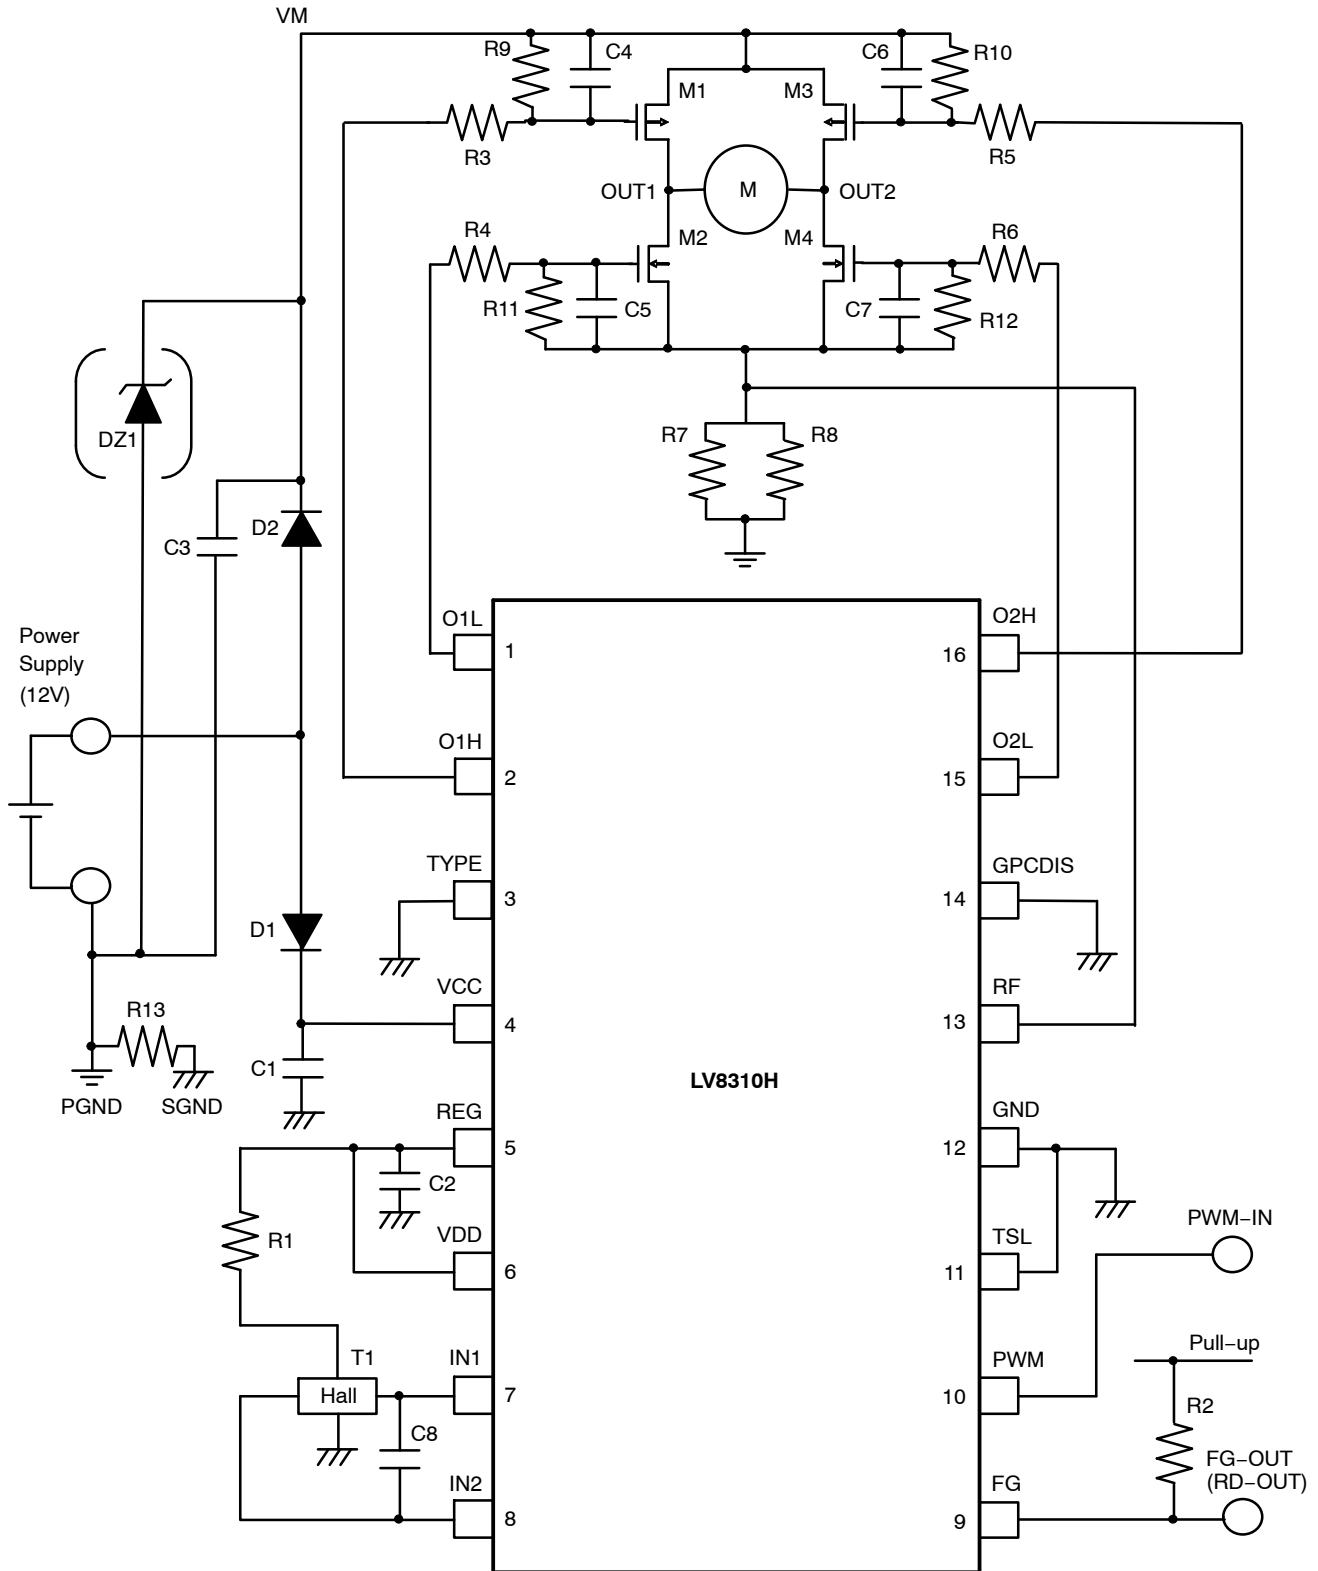 VM
R9
C4
C6
R10
M1
M3
R3
R5
OUT1
M
OUT2
R4
M2
M4
R6
R11
C5
C7
R12
DZ1
R7
R8
D2
C3
Power
Supply
(12V)
O1L
1
O2H
16
O1H
2
O2L
15
TYPE
3
GPCDIS
14
D1
VCC
4
RF
13
R13
C1
PGND
SGND
LV8310H
REG
5
GND
12
C2
R1
VDD
6
TSL
11
PWM−IN
T1
Hall
IN1
7
PWM
10
Pull−up
C8
R2
IN2
8
FG
9
FG−OUT
(RD−OUT)